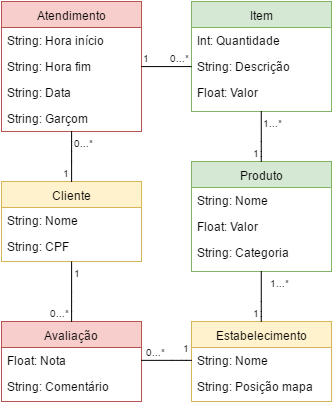 Atendimento
String: Hora início
String: Hora fim
String: Data
String: Garçom
1
0...*
Item
Int: Quantidade
String: Descrição
Float: Valor
0...*
1
1...*
1
Cliente
String: Nome
String: CPF
Produto
String: Nome
Float: Valor
String: Categoria
1
0...*
1...*
1
Avaliação
Float: Nota
String: Comentário
0...*
1
Estabelecimento
String: Nome
String: Posição mapa